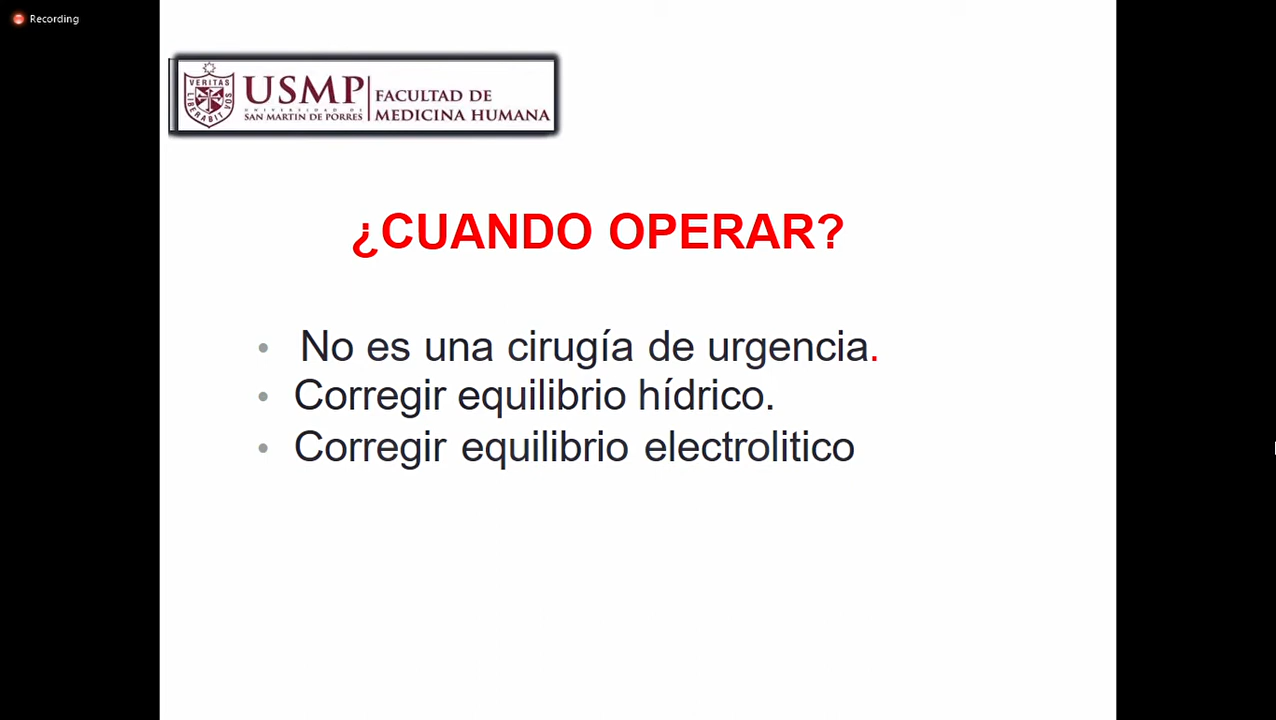 Recording
VERITAS
LIBERABIT VOS
USMP
UNIVERSIDAD DE
SAN MARTIN DE PORRES
FACULTAD DE
MEDICINA HUMANA
¿CUANDO OPERAR?
• No es una cirugía de urgencia.
• Corregir equilibrio hídrico.
• Corregir equilibrio electrolitico